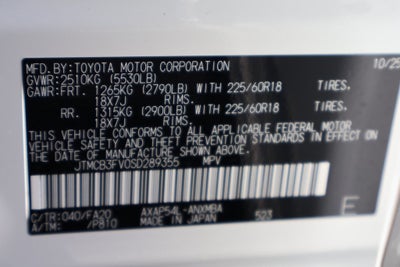 MFD.BY:TOYOTA MOTOR CORPORATION 10/25
GVWR:2510KG (5530LB)
GAWR:FRT. 1265KG (2790LB) WITH 225/60R18 TIRES.
18X7J RIMS.
RR. 1315KG (2900LB) WITH 225/60R18 TIRES.
18X7J RIMS.
THIS VEHICLE CONFORMS TO ALL APPLICABLE FEDERAL MOTOR
VEHICLE SAFETY AND THEFT PREVENTION STANDARDS IN EFFECT ON
THE DATE OF MANUFACTURE SHOWN ABOVE.
JTMCB3FV0SD289355 MPV
C/TR:040/FA20 AXAP54L-ANXMBA 523 E
A/TM: /P810 MADE IN JAPAN